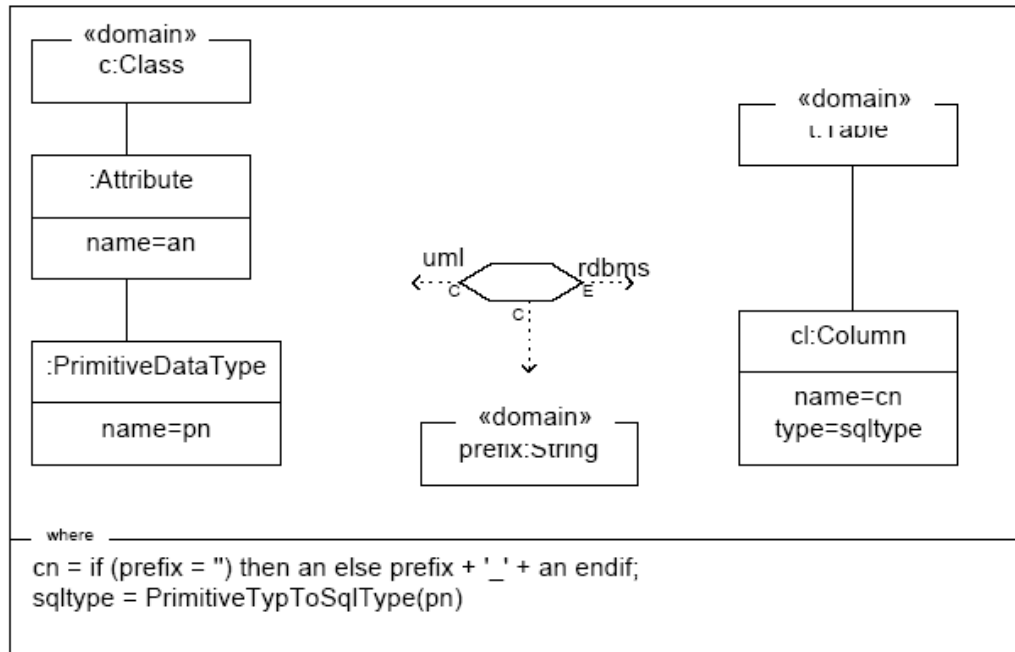 «domain»
c:Class
:Attribute
name=an
:PrimitiveDataType
name=pn
uml
rdbms
C
E
C
«domain»
prefix:String
«domain»
t:Table
cl:Column
name=cn
type=sqltype
where
cn = if (prefix = '') then an else prefix + '_' + an endif;
sqltype = PrimitiveTypToSqlType(pn)